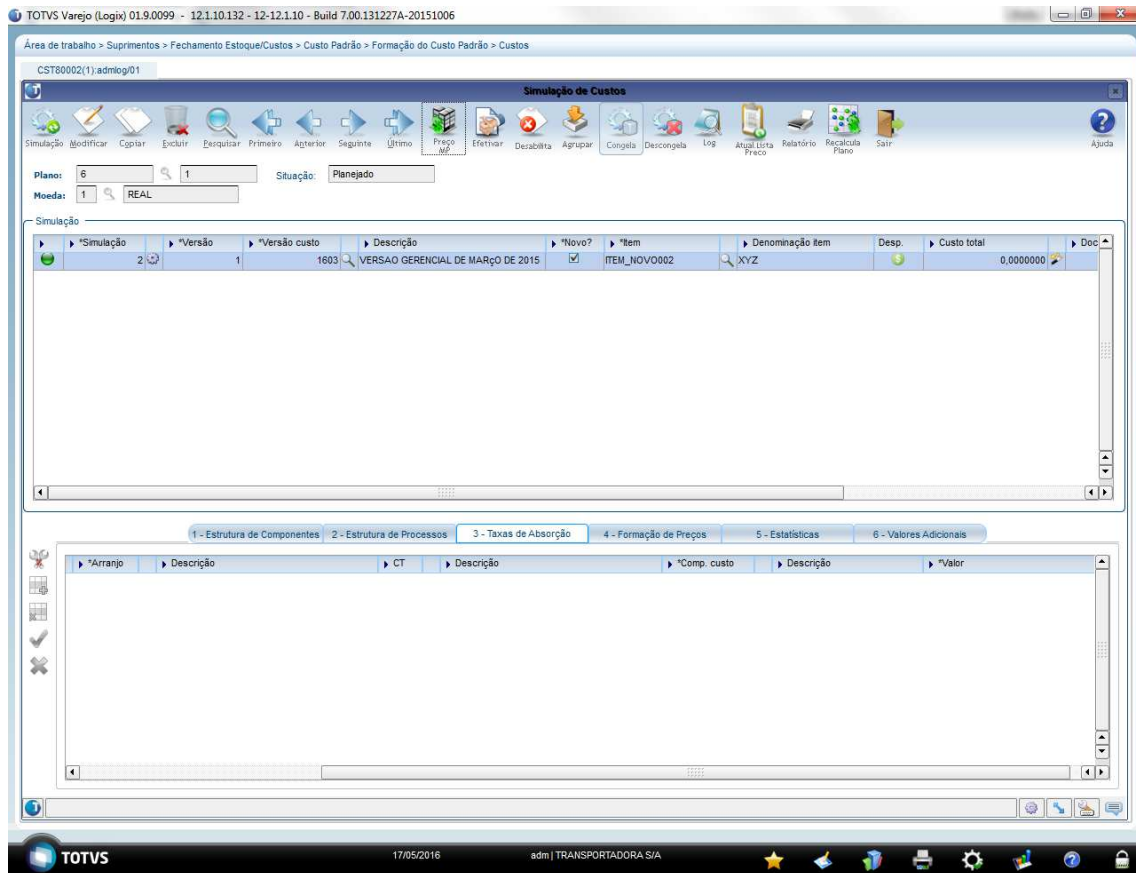 TOTVS Varejo (Logix) 01.9.0099 - 12.1.10.132 - 12-12.1.10 - Build 7.00.131227A-20151006
Área de trabalho > Suprimentos > Fechamento Estoque/Custos > Custo Padrão > Formação do Custo Padrão > Custos
CST80002(1):admlog/01
Simulação de Custos
Simulação Modificar Copiar Excluir Pesquisar Primeiro Anterior Seguinte Último Preço MP Efetivar Desabilita Agrupar Congela Descongela Log Atual.Lista Preco Relatório Recalcula Plano Sair Ajuda
Plano: 6 1 Situação: Planejado
Moeda: 1 REAL
Simulação
*Simulação *Versão *Versão custo Descrição *Novo? *Item Denominação item Desp. Custo total Doc
2 1 1603 VERSAO GERENCIAL DE MARÇO DE 2015 ITEM_NOVO002 XYZ 0,0000000
1 - Estrutura de Componentes 2 - Estrutura de Processos 3 - Taxas de Absorção 4 - Formação de Preços 5 - Estatísticas 6 - Valores Adicionais
*Arranjo Descrição CT Descrição *Comp. custo Descrição *Valor
TOTVS 17/05/2016 adm | TRANSPORTADORA S/A